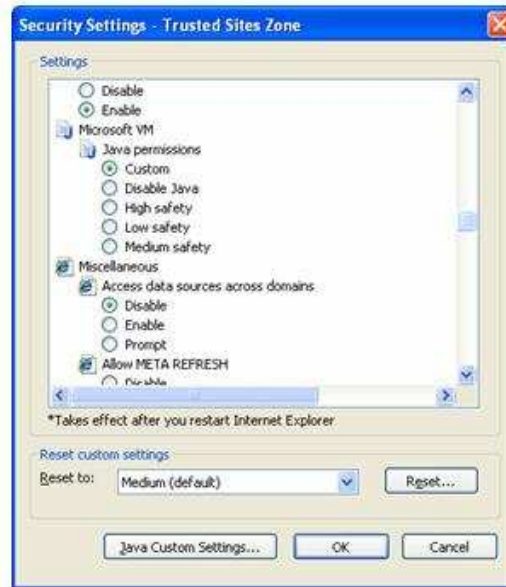 Security Settings - Trusted Sites Zone
Settings
Disable
Enable
Microsoft VM
Java permissions
Custom
Disable Java
High safety
Low safety
Medium safety
Miscellaneous
Access data sources across domains
Disable
Enable
Prompt
Allow META REFRESH
Disable
*Takes effect after you restart Internet Explorer
Reset custom settings
Reset to: Medium (default) Reset...
Java Custom Settings... OK Cancel